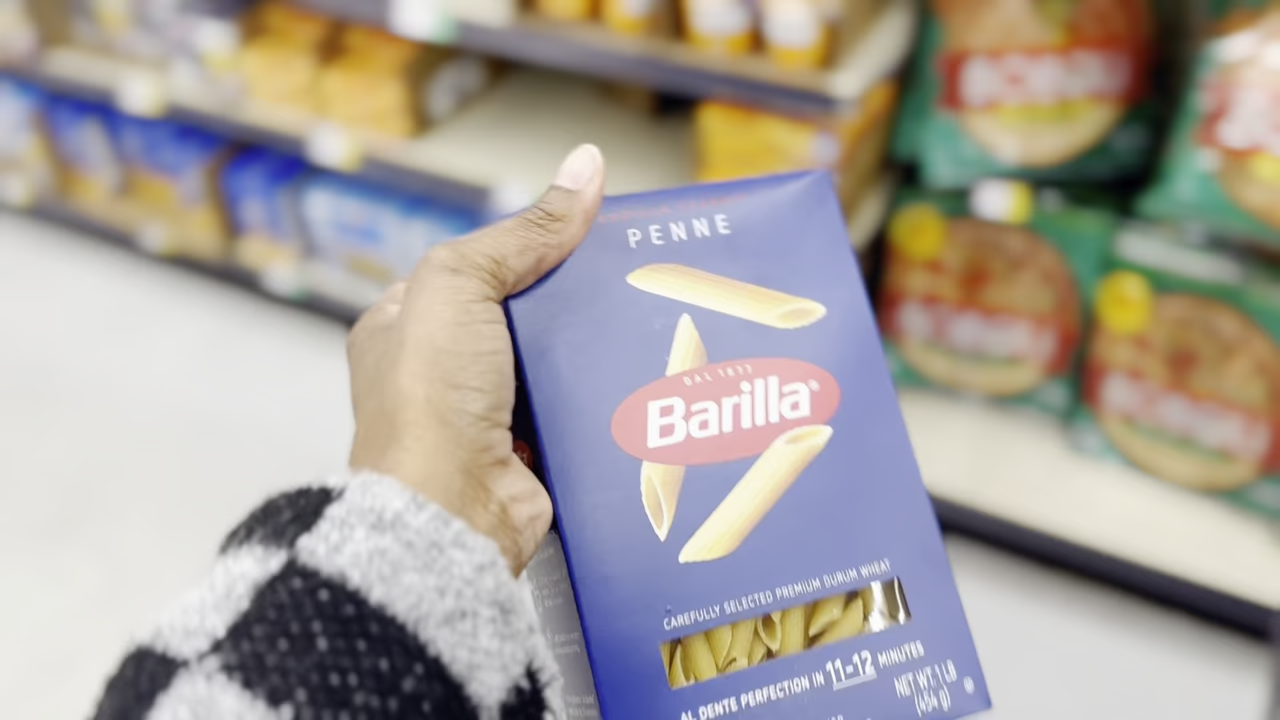 PENNE
DAL 1877
Barilla®
CAREFULLY SELECTED PREMIUM DURUM WHEAT
AL DENTE PERFECTION IN 11-12 MINUTES
NET WT. 1 LB
(454 g)